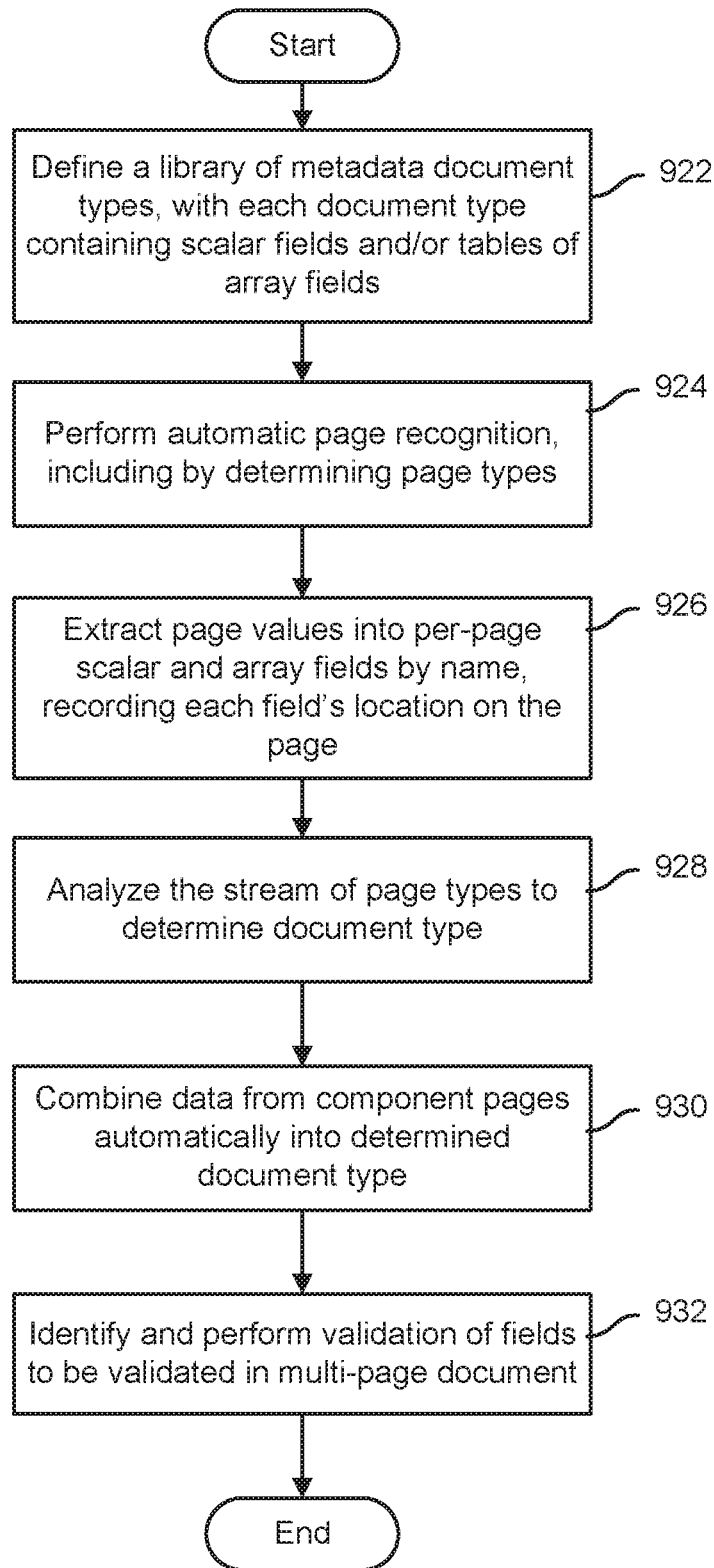 Start
Define a library of metadata document
types, with each document type
containing scalar fields and/or tables of
array fields
922
Perform automatic page recognition,
including by determining page types
924
Extract page values into per-page
scalar and array fields by name,
recording each field's location on the
page
926
Analyze the stream of page types to
determine document type
928
Combine data from component pages
automatically into determined
document type
930
Identify and perform validation of fields
to be validated in multi-page document
932
End